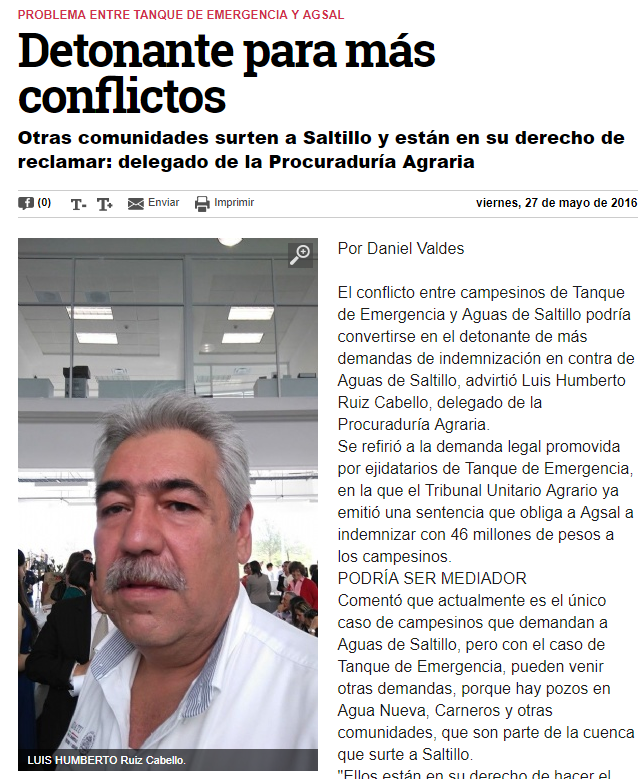 PROBLEMA ENTRE TANQUE DE EMERGENCIA Y AGSAL
Detonante para más
conflictos
Otras comunidades surten a Saltillo y están en su derecho de
reclamar: delegado de la Procuraduría Agraria
(0) T- T+ Enviar Imprimir viernes, 27 de mayo de 2016
LUIS HUMBERTO Ruiz Cabello.
Por Daniel Valdes
El conflicto entre campesinos de Tanque
de Emergencia y Aguas de Saltillo podría
convertirse en el detonante de más
demandas de indemnización en contra de
Aguas de Saltillo, advirtió Luis Humberto
Ruiz Cabello, delegado de la
Procuraduría Agraria.
Se refirió a la demanda legal promovida
por ejidatarios de Tanque de Emergencia,
en la que el Tribunal Unitario Agrario ya
emitió una sentencia que obliga a Agsal a
indemnizar con 46 millones de pesos a
los campesinos.
PODRÍA SER MEDIADOR
Comentó que actualmente es el único
caso de campesinos que demandan a
Aguas de Saltillo, pero con el caso de
Tanque de Emergencia, pueden venir
otras demandas, porque hay pozos en
Agua Nueva, Carneros y otras
comunidades, que son parte de la cuenca
que surte a Saltillo.
"Ellos están en su derecho de hacer el